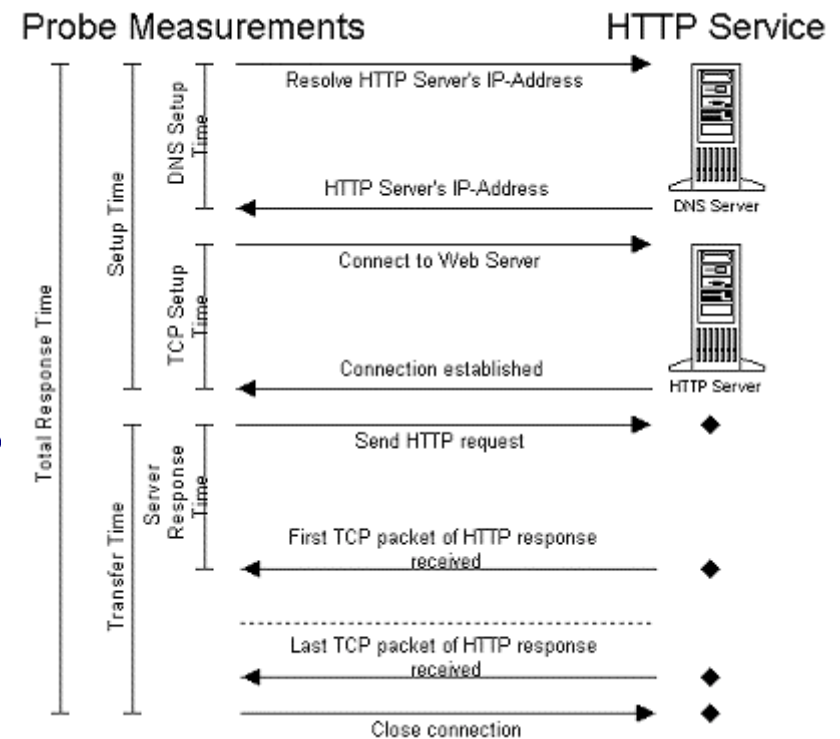 Probe Measurements
HTTP Service
Resolve HTTP Server's IP-Address
DNS Setup
Time
HTTP Server's IP-Address
DNS Server
Setup Time
Connect to Web Server
TCP Setup
Time
Connection established
HTTP Server
Total Response Time
Send HTTP request
Server
Response
Time
First TCP packet of HTTP response
received
Transfer Time
Last TCP packet of HTTP response
received
Close connection